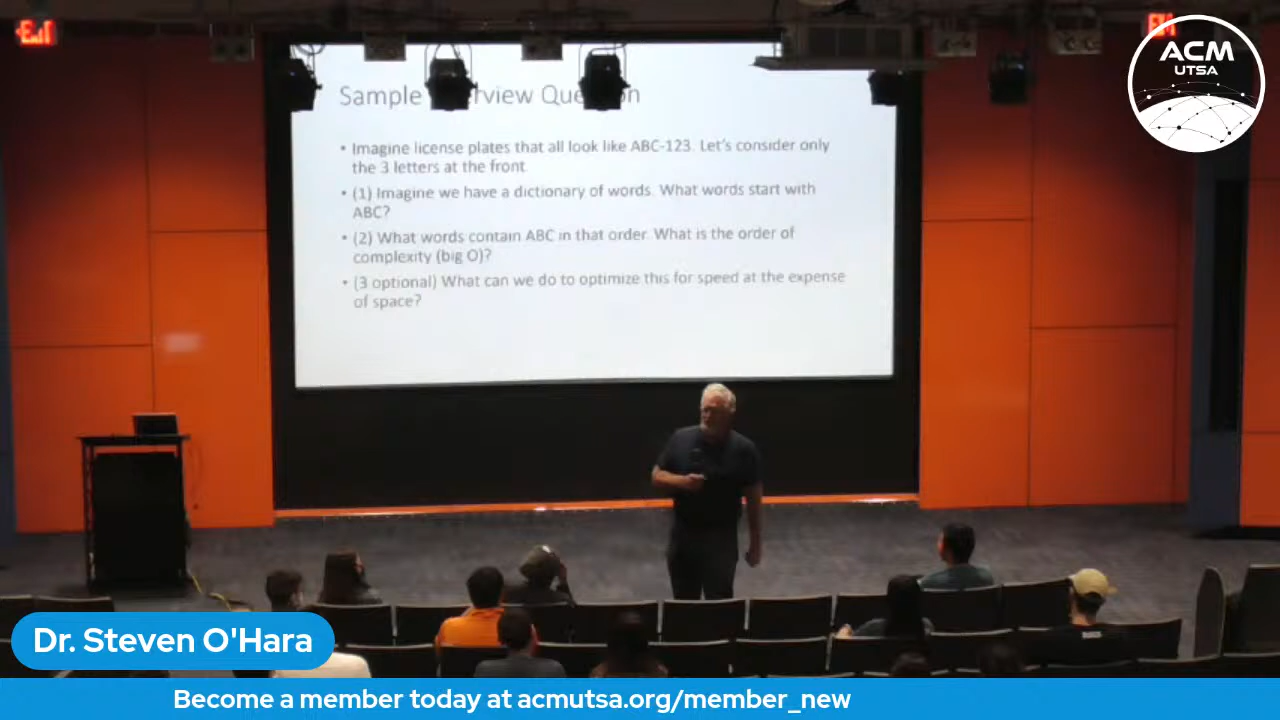 EXIT
EXIT
ACM
UTSA
Sample Question
• Imagine license plates that all look like ABC-123. Let's consider only
the 3 letters at the front.
• (1) Imagine we have a dictionary of words. What words start with
ABC?
• (2) What words contain ABC in that order. What is the order of
complexity (big O)?
• (3 optional) What can we do to optimize this for speed at the expense
of space?
Dr. Steven O'Hara
Become a member today at acmutsa.org/member_new